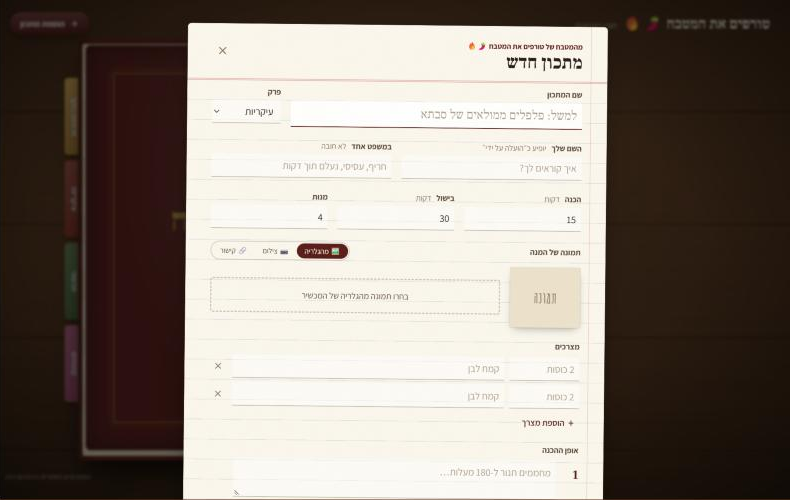 טורפים את המטבח 🌶️ 🔥
מהמטבח של טורפים את המטבח 🌶️ 🔥
מתכון חדש
×
שם המתכון
פרק
למשל: פלפלים ממולאים של סבתא
עיקריות
השם שלך יופיע כ"הועלה על ידי"
במשפט אחד לא חובה
איך קוראים לך?
חריף, עסיסי, נעלם תוך דקות
הכנה דקות
בישול דקות
מנות
15
30
4
תמונה של המנה
🖼️ מהגלריה
📷 צילום
🔗 קישור
תמונה
בחרו תמונה מהגלריה של המכשיר
מצרכים
2 כוסות
קמח לבן
×
2 כוסות
קמח לבן
×
+ הוספת מצרך
אופן ההכנה
1
מחממים תנור ל-180 מעלות…